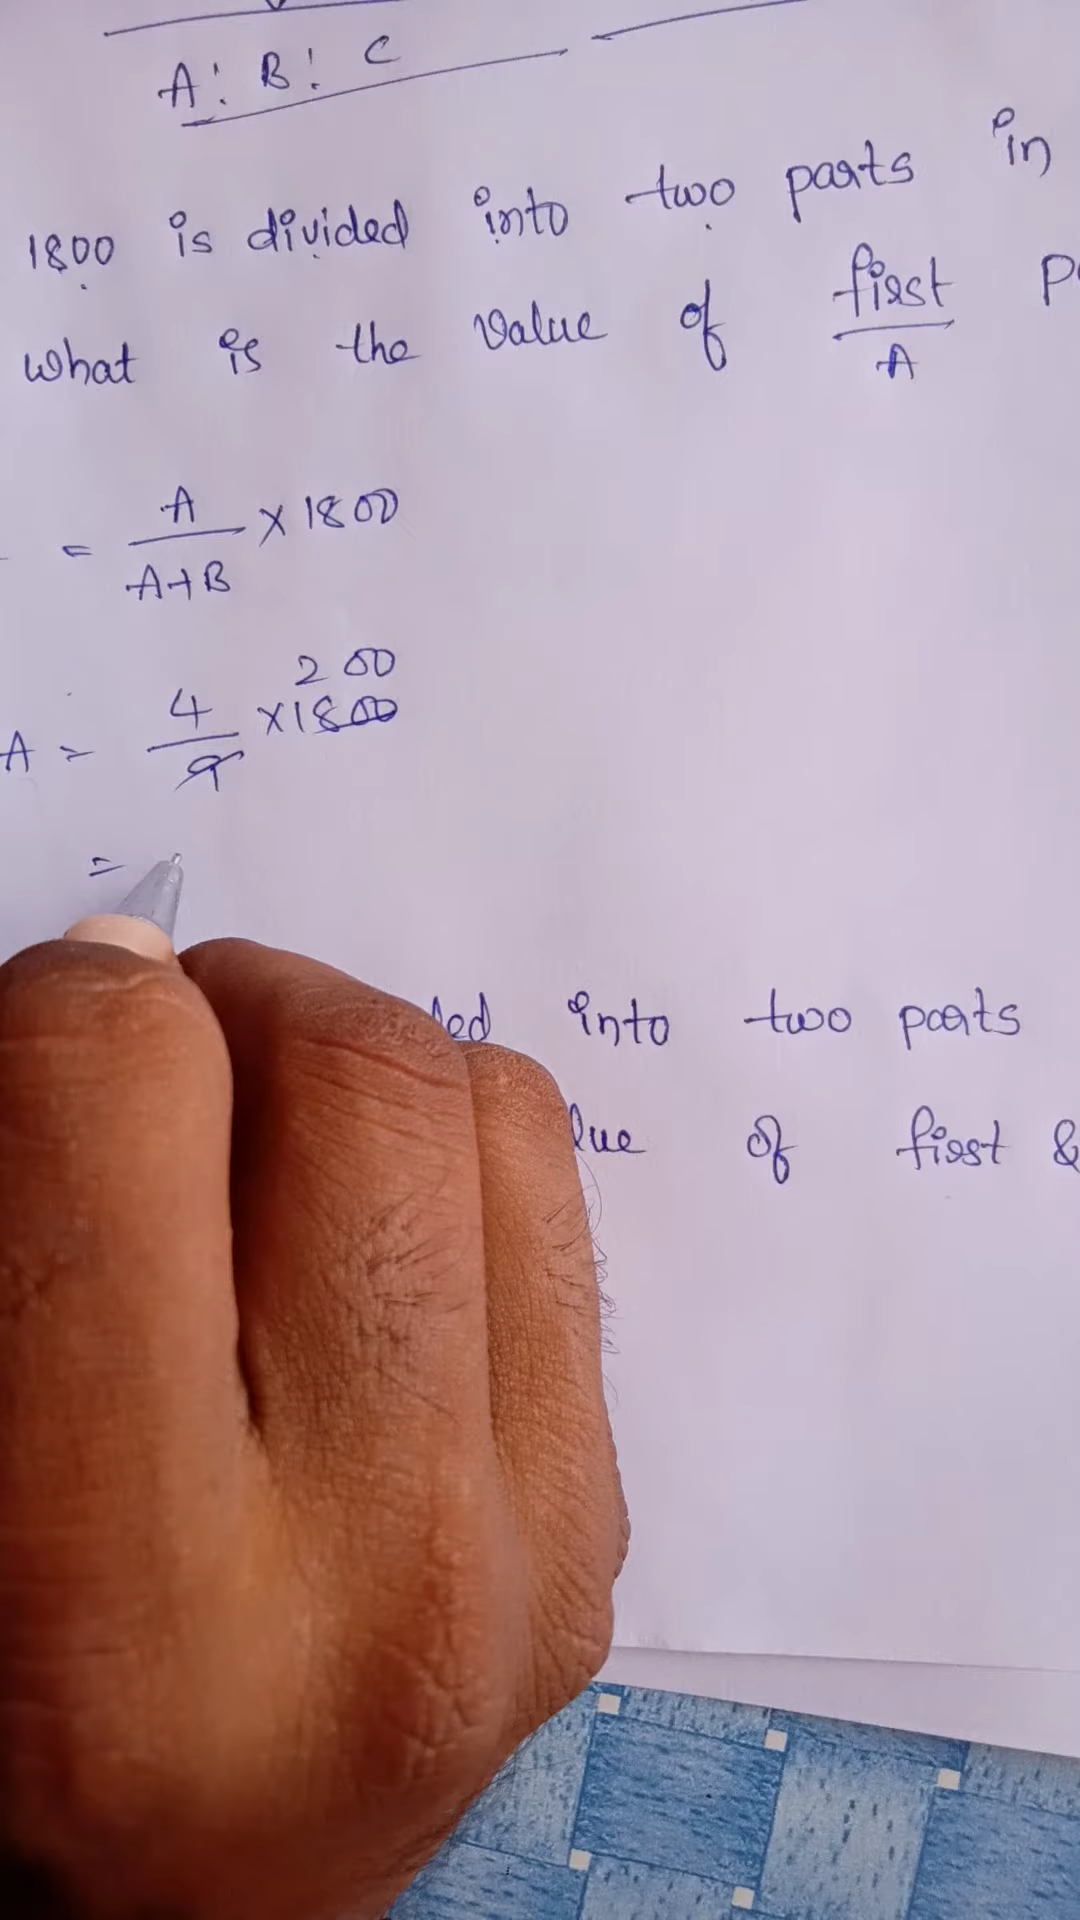 A : B : C
1800 is divided into two parts in
what is the value of first
A
= A/A+B × 1800
200
A = 4/9 × 1800
=
into two parts
of first &